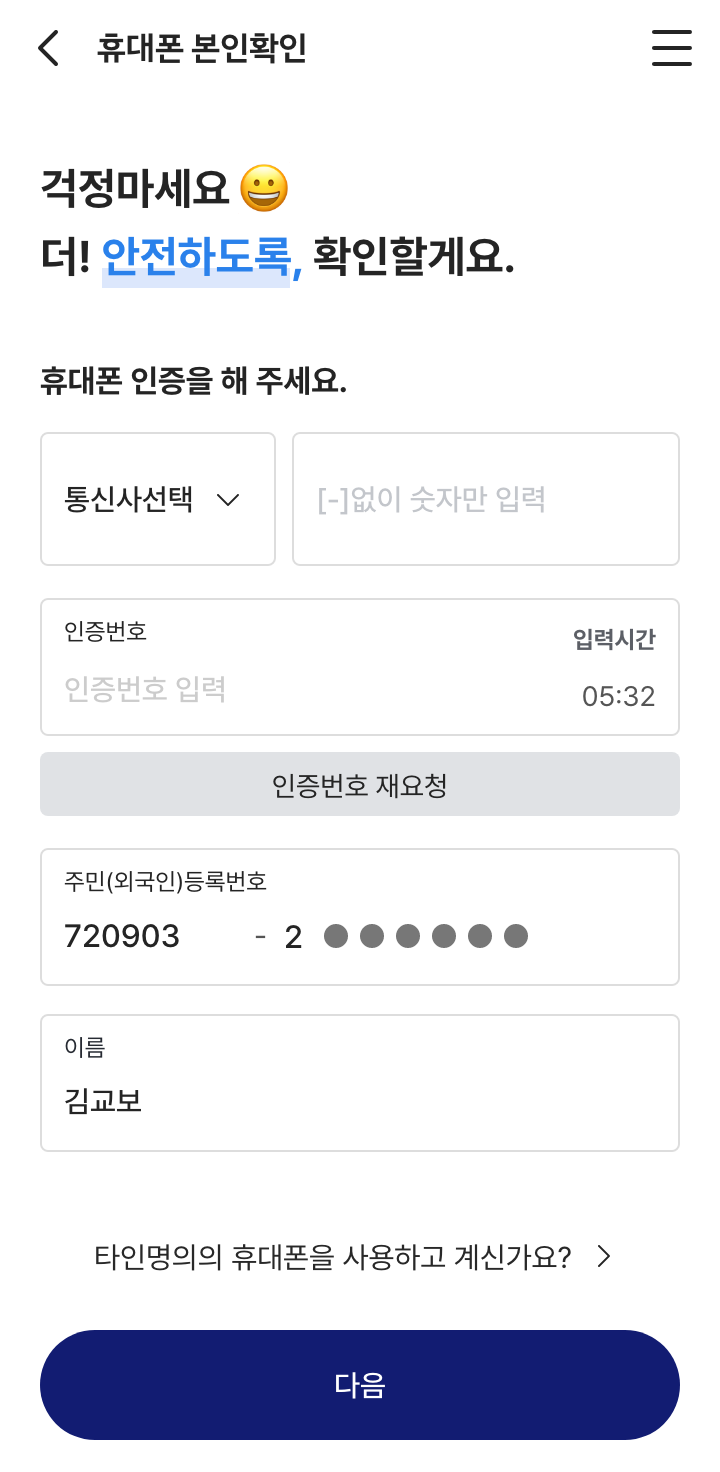 휴대폰 본인확인
걱정마세요 😀
더! 안전하도록, 확인할게요.
휴대폰 인증을 해 주세요.
통신사선택
[-]없이 숫자만 입력
인증번호
입력시간
인증번호 입력
05:32
인증번호 재요청
주민(외국인)등록번호
720903 - 2 ●●●●●●
이름
김교보
타인명의의 휴대폰을 사용하고 계신가요?
다음